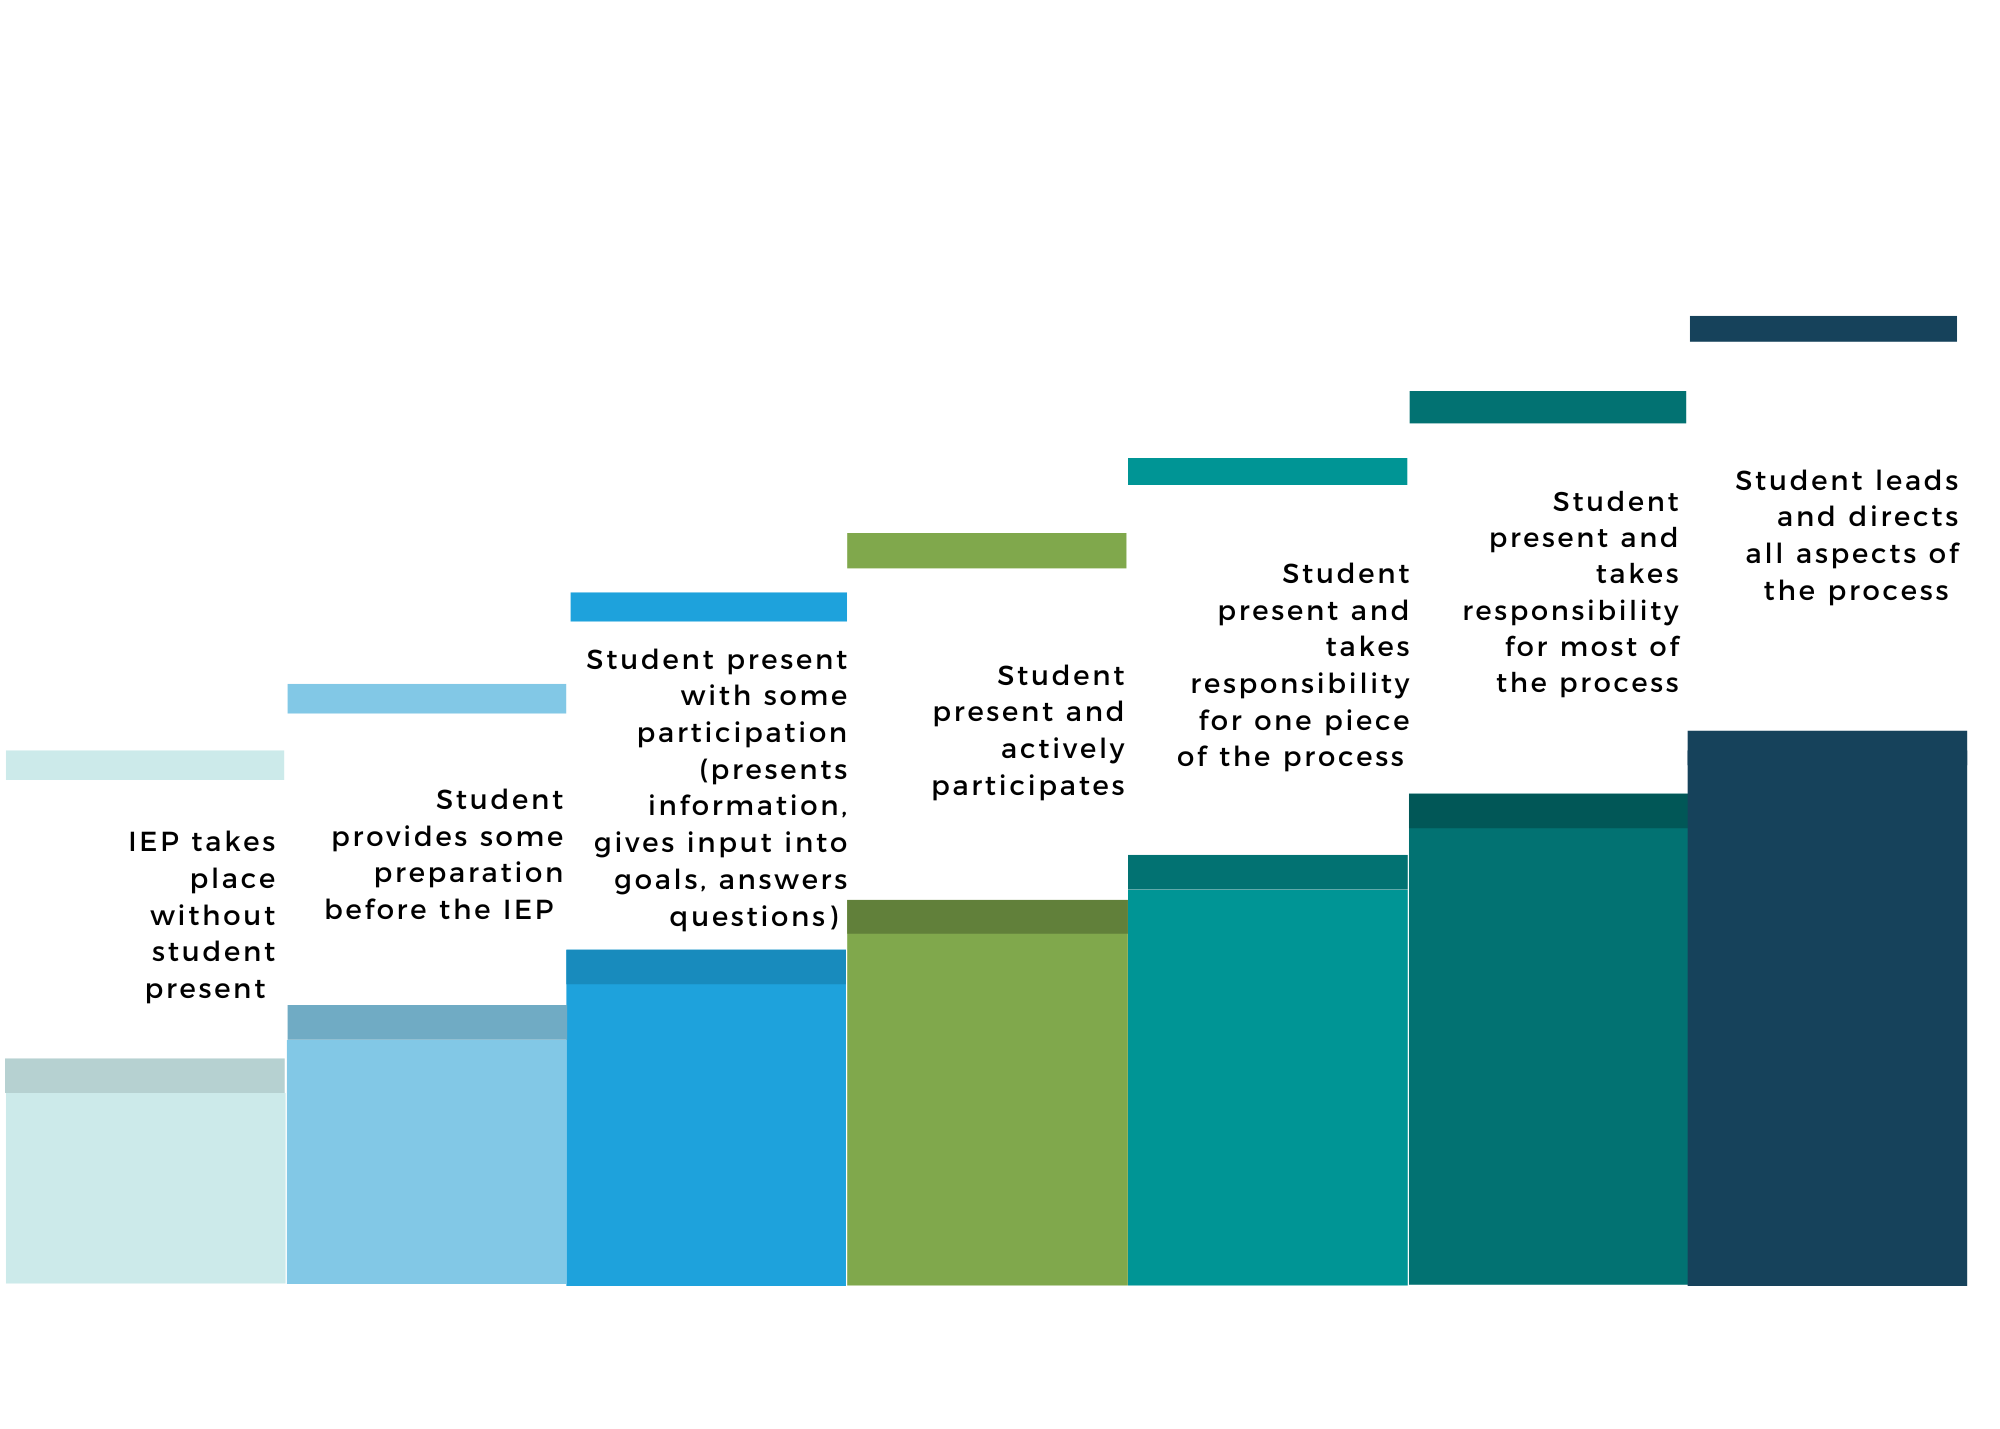 IEP takes
place
without
student
present
Student
provides some
preparation
before the IEP
Student present
with some
participation
(presents
information,
gives input into
goals, answers
questions)
Student
present and
actively
participates
Student
present and
takes
responsibility
for one piece
of the process
Student
present and
takes
responsibility
for most of
the process
Student leads
and directs
all aspects of
the process